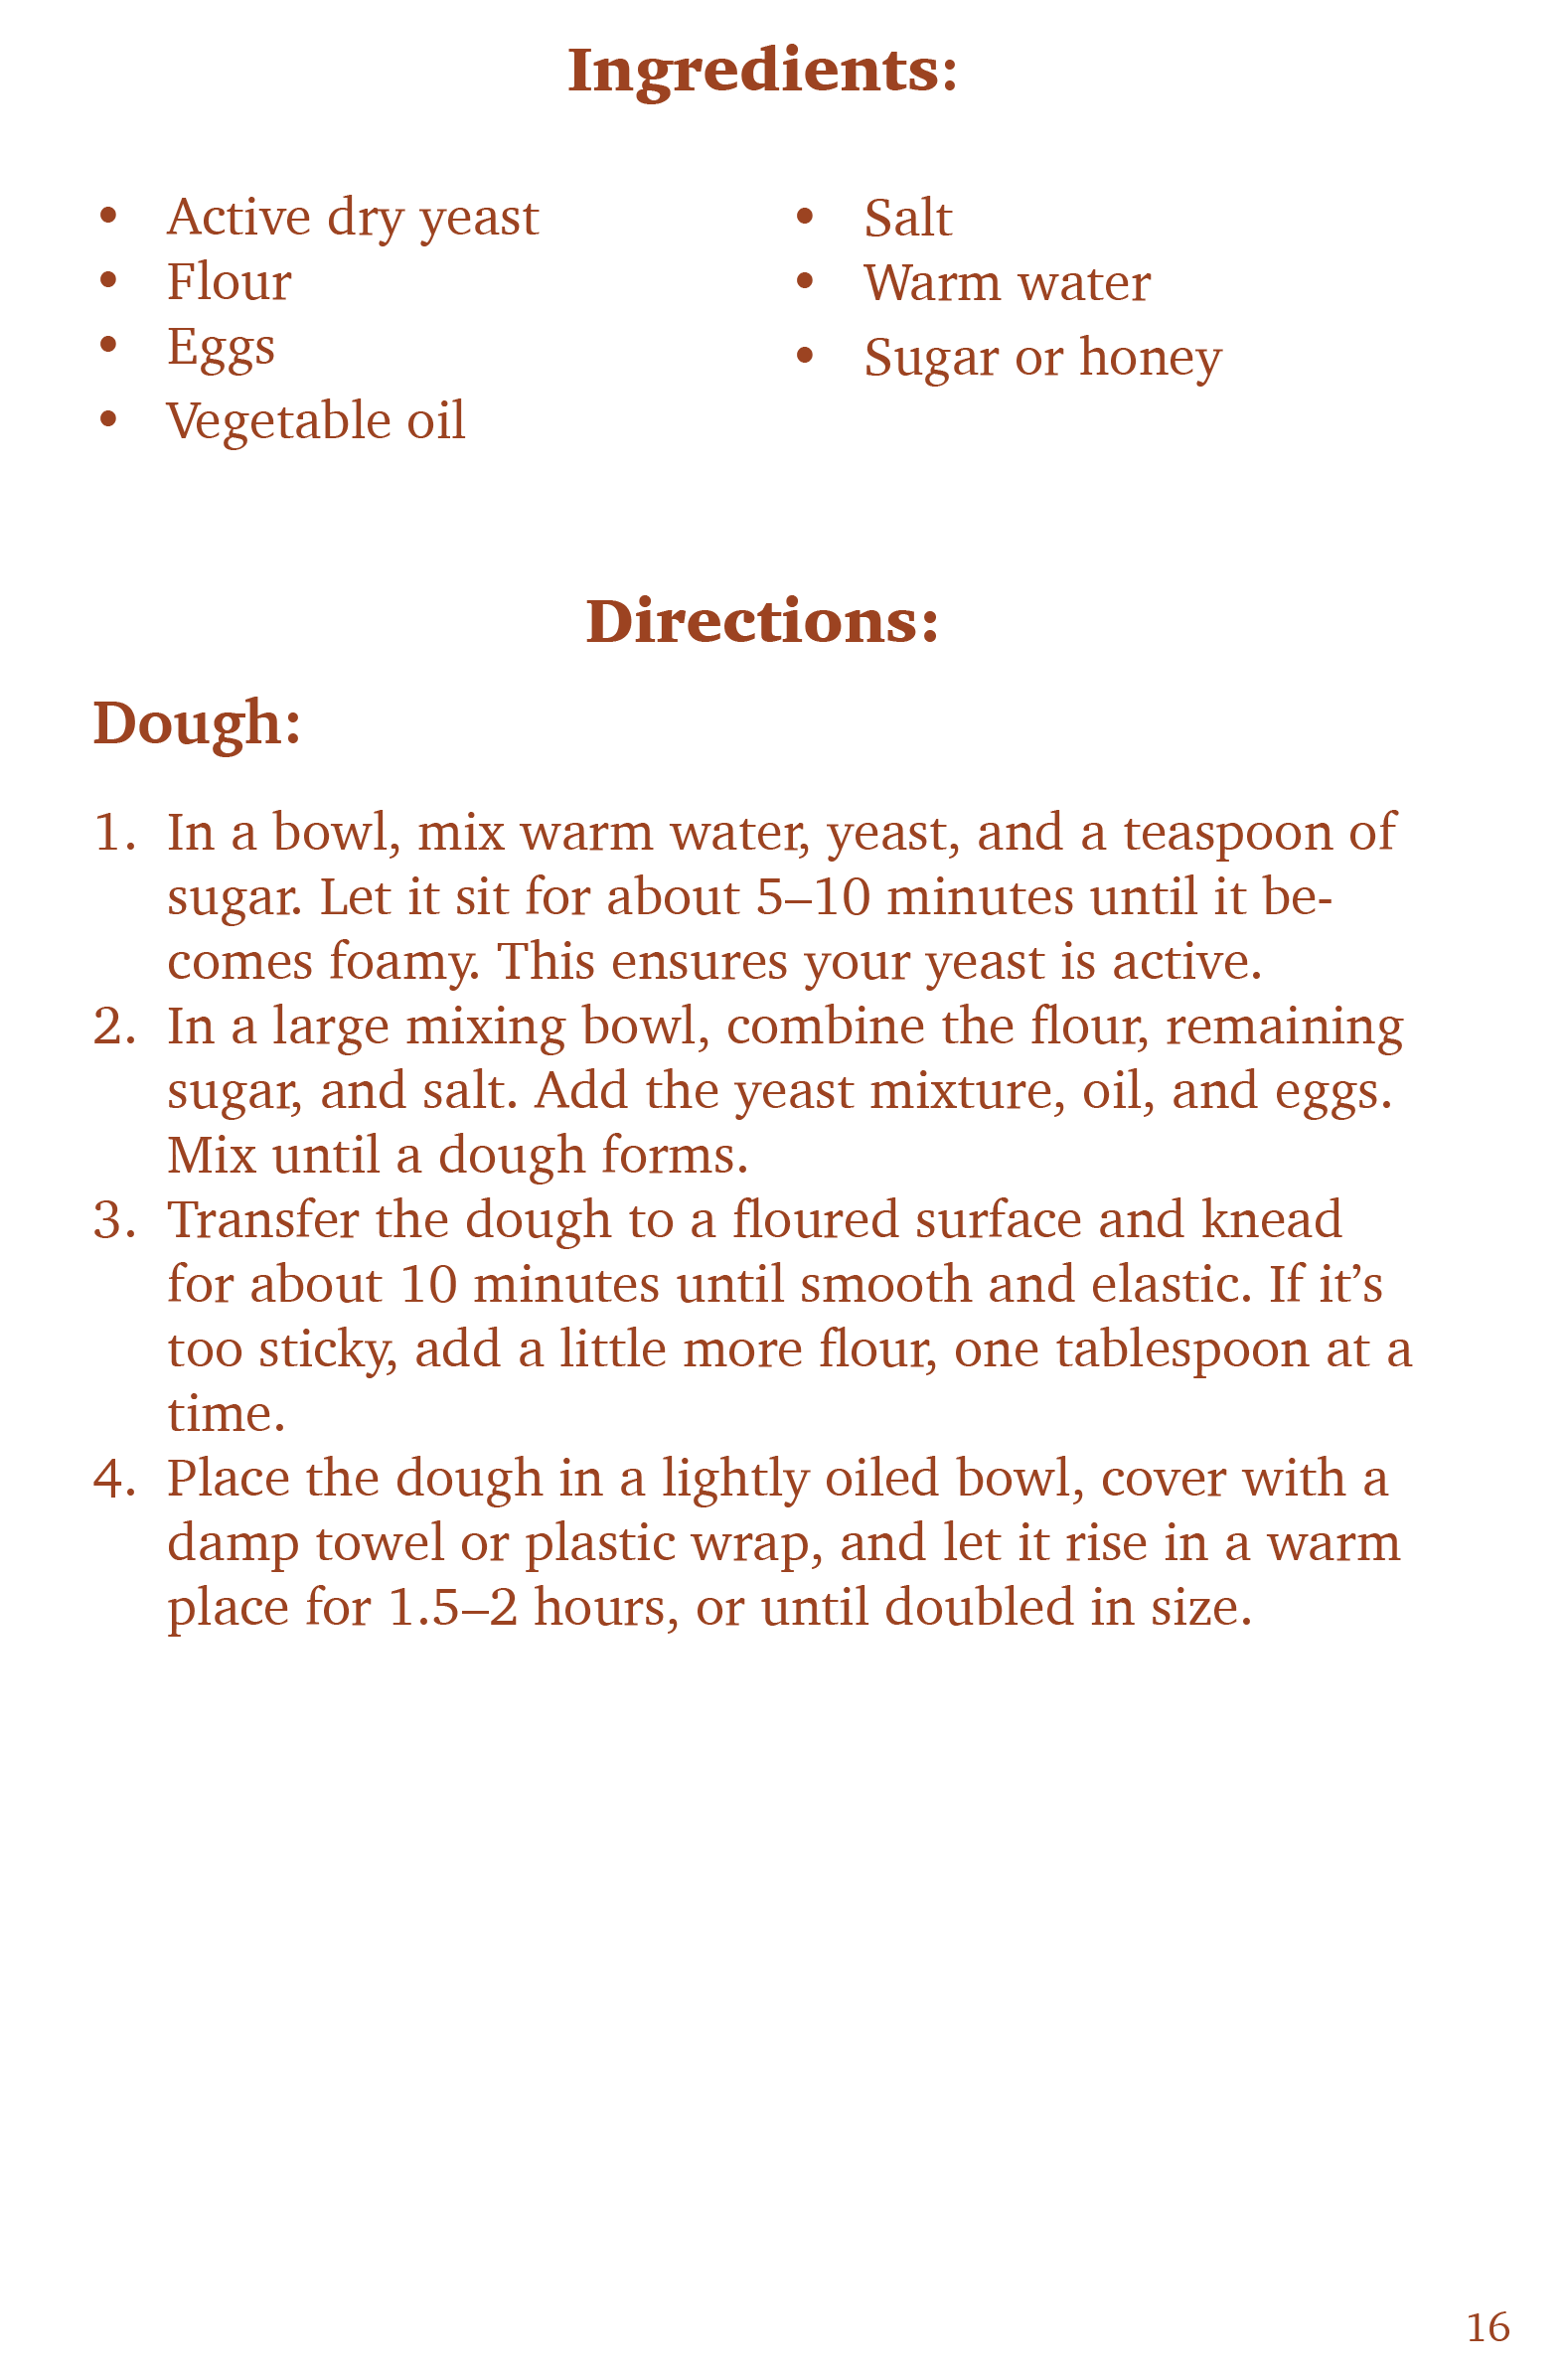 Ingredients:
• Active dry yeast
• Flour
• Eggs
• Vegetable oil
• Salt
• Warm water
• Sugar or honey
Directions:
Dough:
1. In a bowl, mix warm water, yeast, and a teaspoon of
sugar. Let it sit for about 5–10 minutes until it be-
comes foamy. This ensures your yeast is active.
2. In a large mixing bowl, combine the flour, remaining
sugar, and salt. Add the yeast mixture, oil, and eggs.
Mix until a dough forms.
3. Transfer the dough to a floured surface and knead
for about 10 minutes until smooth and elastic. If it’s
too sticky, add a little more flour, one tablespoon at a
time.
4. Place the dough in a lightly oiled bowl, cover with a
damp towel or plastic wrap, and let it rise in a warm
place for 1.5–2 hours, or until doubled in size.
16